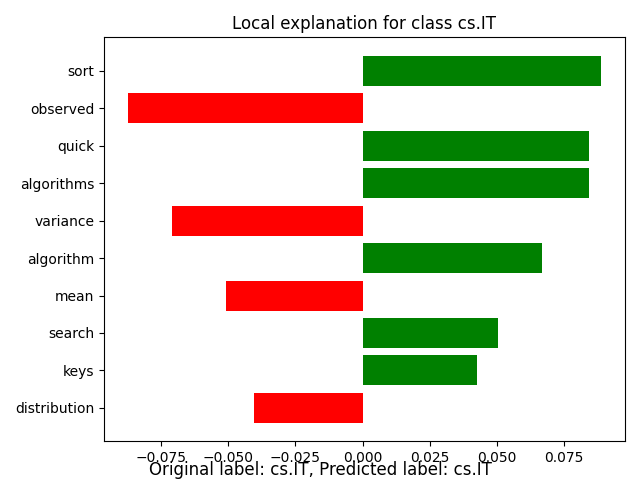 Local explanation for class cs.IT
sort
observed
quick
algorithms
variance
algorithm
mean
search
keys
distribution
−0.075 −0.050 −0.025 0.000 0.025 0.050 0.075
Original label: cs.IT, Predicted label: cs.IT